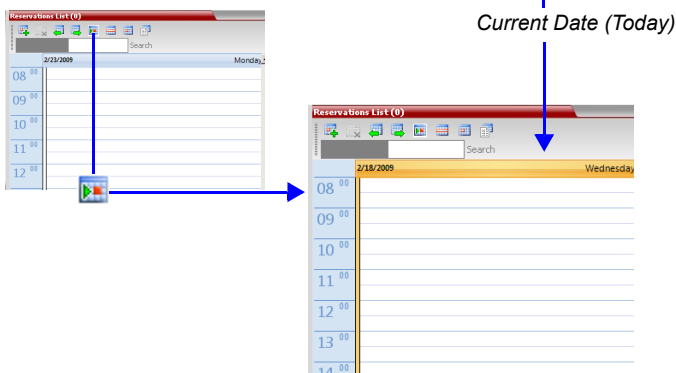 Current Date (Today)
Reservations List (0)
Search
2/23/2009 Monday
08 00
09 00
10 00
11 00
12 00
Reservations List (0)
Search
2/18/2009 Wednesday
08 00
09 00
10 00
11 00
12 00
13 00
14 00